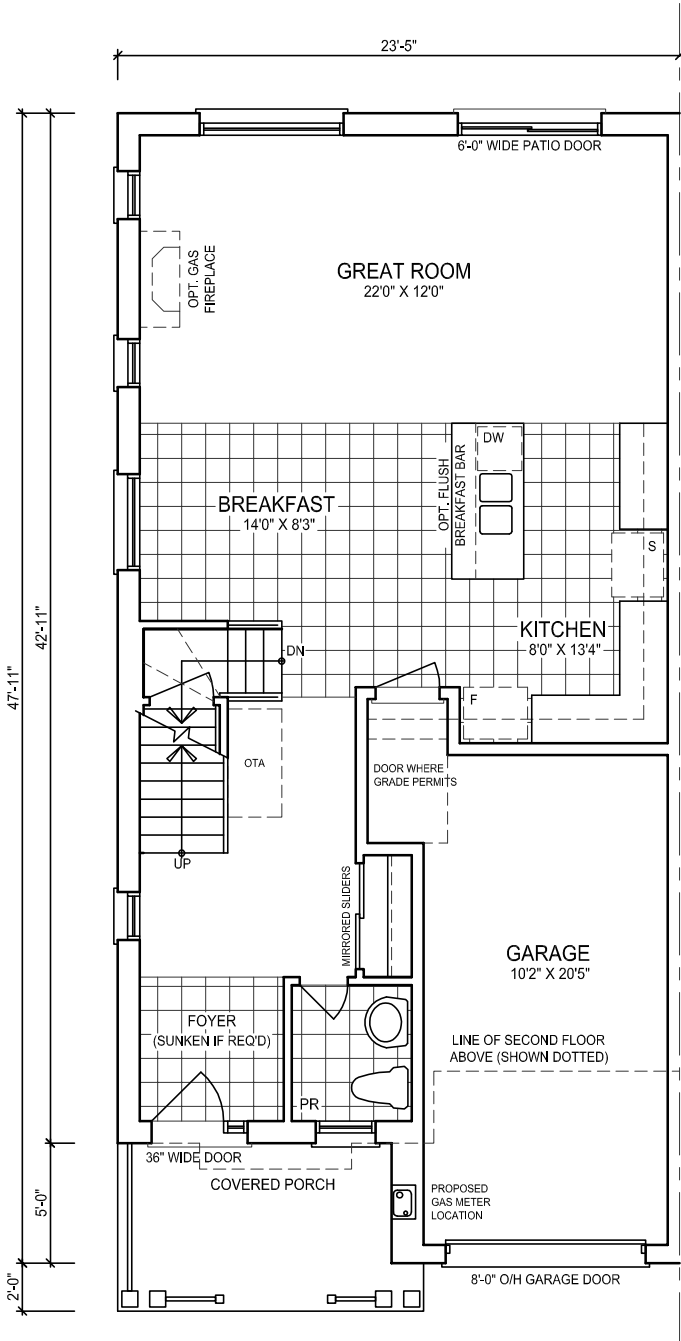 23'-5"
6'-0" WIDE PATIO DOOR
OPT. GAS
FIREPLACE
GREAT ROOM
22'0" X 12'0"
DW
OPT. FLUSH
BREAKFAST BAR
BREAKFAST
14'0" X 8'3"
S
KITCHEN
8'0" X 13'4"
42'-11"
47'-11"
DN
F
OTA
DOOR WHERE
GRADE PERMITS
UP
MIRRORED SLIDERS
GARAGE
10'2" X 20'5"
FOYER
(SUNKEN IF REQ'D)
LINE OF SECOND FLOOR
ABOVE (SHOWN DOTTED)
PR
36" WIDE DOOR
COVERED PORCH
PROPOSED
GAS METER
LOCATION
5'-0"
8'-0" O/H GARAGE DOOR
2'-0"